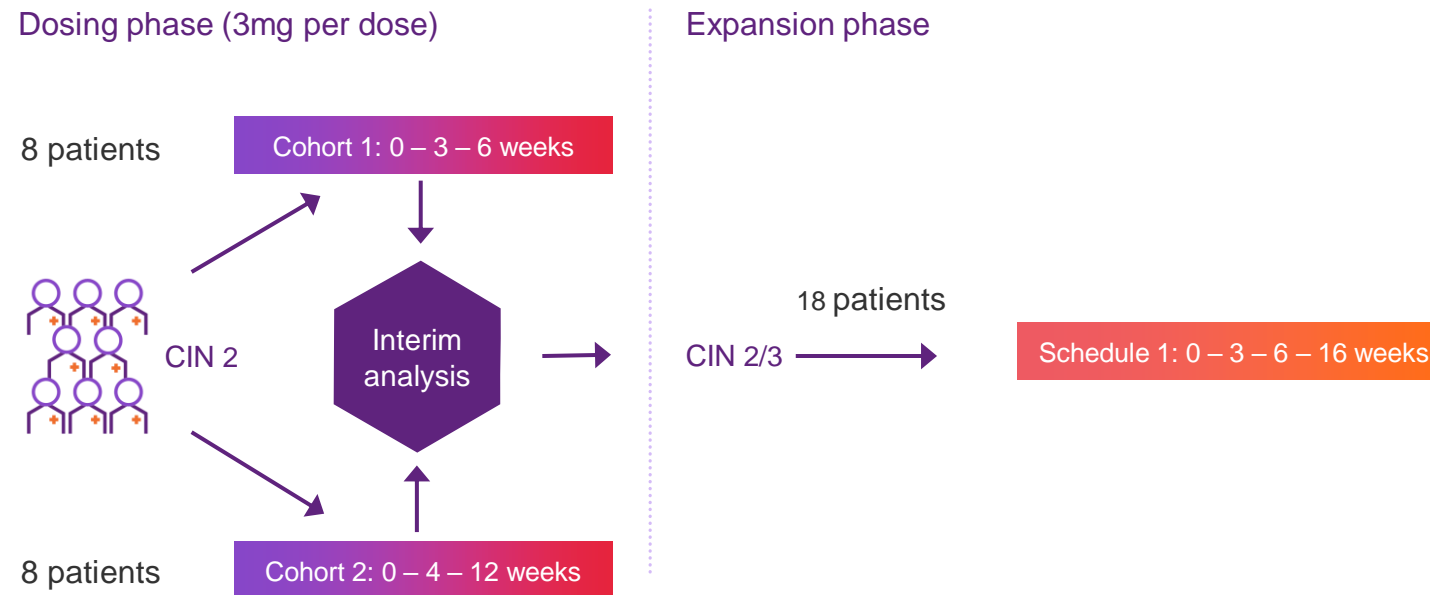 Dosing phase (3mg per dose)
Expansion phase
8 patients
Cohort 1: 0 – 3 – 6 weeks
CIN 2
Interim
analysis
18 patients
CIN 2/3
Schedule 1: 0 – 3 – 6 – 16 weeks
8 patients
Cohort 2: 0 – 4 – 12 weeks